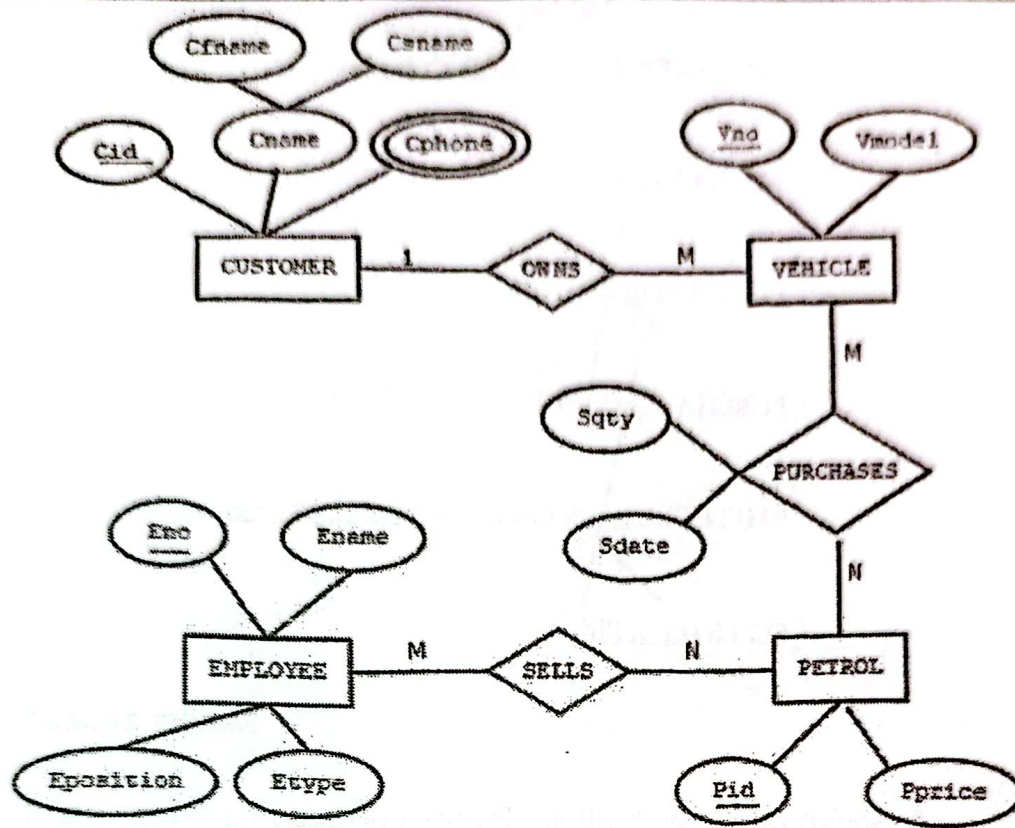 Cfname Csname
Cid Cname Cphone Vno Vmodel
CUSTOMER 1 OWNS M VEHICLE
M
Sqty
PURCHASES
Sdate
N
Eno Ename
EMPLOYEE M SELLS N PETROL
Eposition Etype Pid Pprice